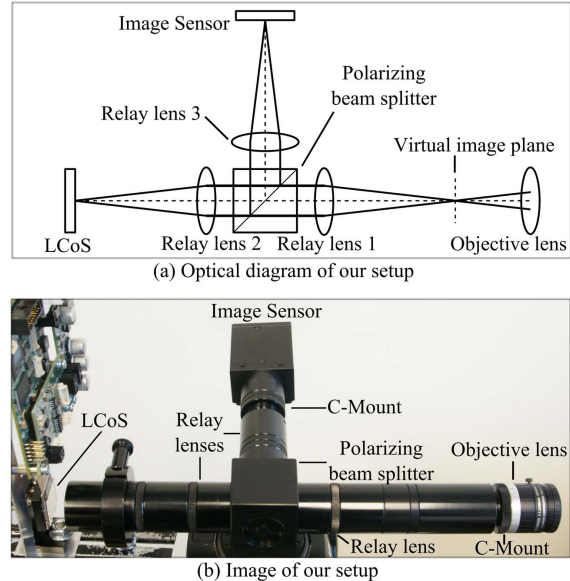 Image Sensor
Polarizing
beam splitter
Relay lens 3
Virtual image plane
LCoS
Relay lens 2
Relay lens 1
Objective lens
(a) Optical diagram of our setup
Image Sensor
C-Mount
LCoS
Relay
lenses
Polarizing
beam splitter
Objective lens
Relay lens
C-Mount
(b) Image of our setup